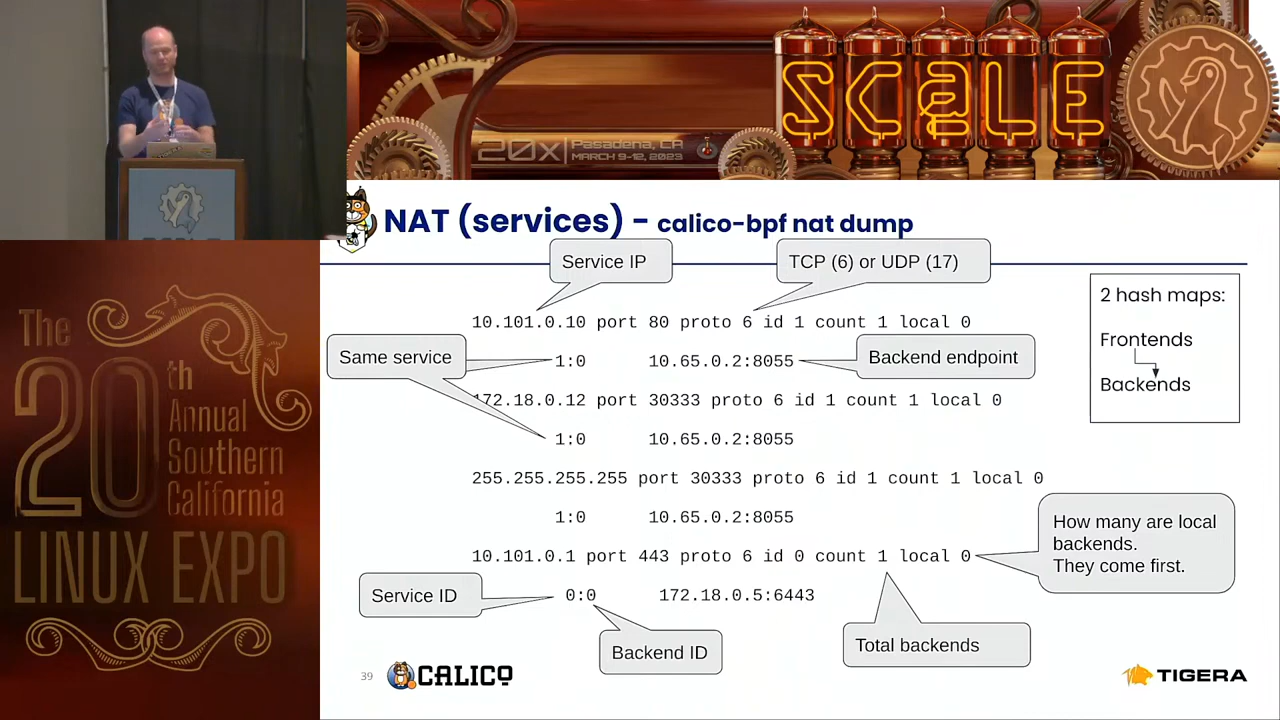 SC@LE
20x
Pasadena, CA
MARCH 9-12, 2023
The
20th
Annual
Southern
California
LINUX EXPO
NAT (services) – calico-bpf nat dump
Service IP
TCP (6) or UDP (17)
2 hash maps:
Frontends
Backends
10.101.0.10 port 80 proto 6 id 1 count 1 local 0
Same service
1:0 10.65.0.2:8055
Backend endpoint
172.18.0.12 port 30333 proto 6 id 1 count 1 local 0
1:0 10.65.0.2:8055
255.255.255.255 port 30333 proto 6 id 1 count 1 local 0
1:0 10.65.0.2:8055
How many are local
backends.
They come first.
10.101.0.1 port 443 proto 6 id 0 count 1 local 0
Service ID
0:0 172.18.0.5:6443
Backend ID
Total backends
39
CALICO
TIGERA